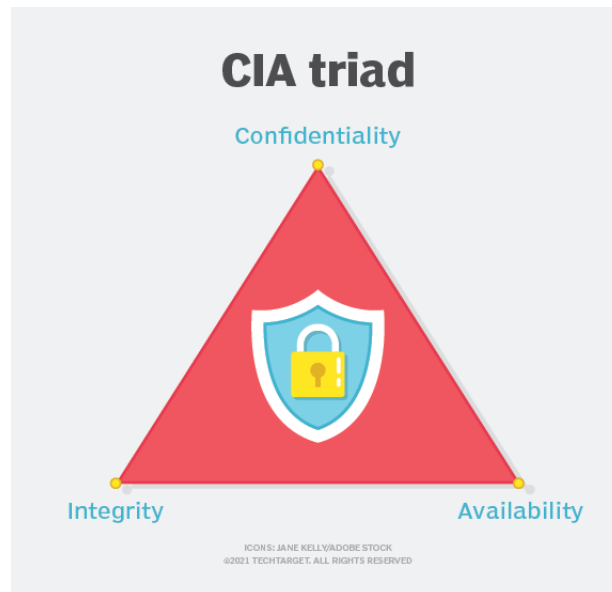 CIA triad
Confidentiality
Integrity
Availability
ICONS: JANE KELLY/ADOBE STOCK
©2021 TECHTARGET. ALL RIGHTS RESERVED